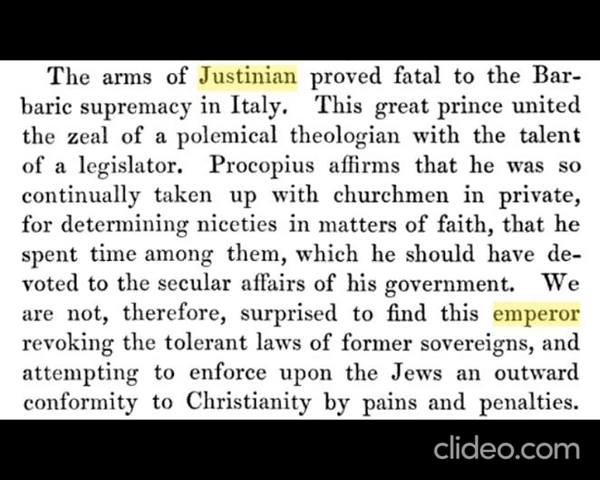 The arms of Justinian proved fatal to the Bar-
baric supremacy in Italy. This great prince united
the zeal of a polemical theologian with the talent
of a legislator. Procopius affirms that he was so
continually taken up with churchmen in private,
for determining niceties in matters of faith, that he
spent time among them, which he should have de-
voted to the secular affairs of his government. We
are not, therefore, surprised to find this emperor
revoking the tolerant laws of former sovereigns, and
attempting to enforce upon the Jews an outward
conformity to Christianity by pains and penalties.
clideo.com